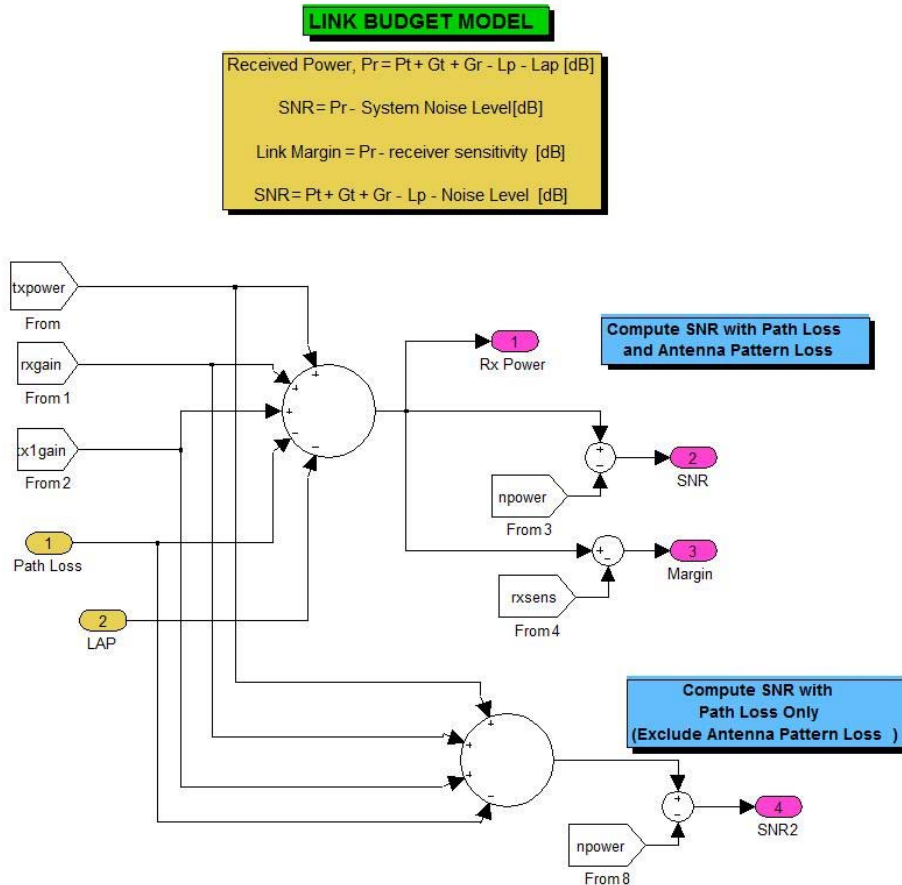 LINK BUDGET MODEL
Received Power, Pr = Pt + Gt + Gr - Lp - Lap [dB]
SNR = Pr - System Noise Level[dB]
Link Margin = Pr - receiver sensitivity [dB]
SNR = Pt + Gt + Gr - Lp - Noise Level [dB]
txpower
From
rxgain
From 1
x1gain
From 2
1
Path Loss
2
LAP
+
+
+
-
-
1
Rx Power
Compute SNR with Path Loss
and Antenna Pattern Loss
+
-
2
SNR
npower
From 3
+
-
3
Margin
rxsens
From 4
Compute SNR with
Path Loss Only
(Exclude Antenna Pattern Loss )
+
+
+
-
+
-
4
SNR2
npower
From 8